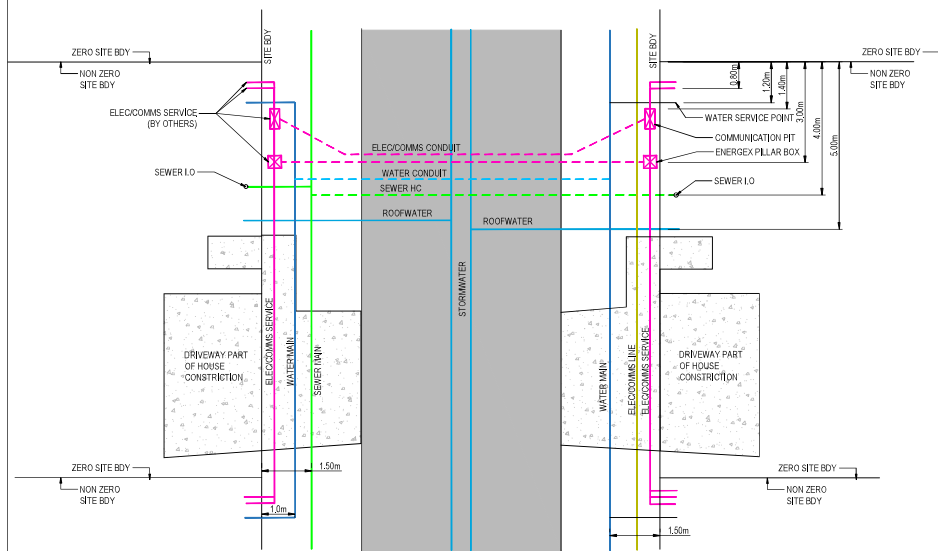 SITE BDY
SITE BDY
ZERO SITE BDY
NON ZERO
SITE BDY
ZERO SITE BDY
NON ZERO
SITE BDY
0.80m
1.20m
1.40m
3.00m
4.00m
5.00m
ELEC/COMMS SERVICE
(BY OTHERS)
WATER SERVICE POINT
COMMUNICATION PIT
ELEC/COMMS CONDUIT
ENERGEX PILLAR BOX
SEWER I.O
WATER CONDUIT
SEWER I.O
SEWER HC
ROOFWATER
ROOFWATER
STORMWATER
DRIVEWAY PART
OF HOUSE
CONSTRICTION
ELEC/COMMS SERVICE
WATER MAIN
SEWER MAIN
WATER MAIN
ELEC/COMMS LINE
ELEC/COMMS SERVICE
DRIVEWAY PART
OF HOUSE
CONSTRICTION
ZERO SITE BDY
NON ZERO
SITE BDY
1.50m
1.0m
1.50m
ZERO SITE BDY
NON ZERO
SITE BDY